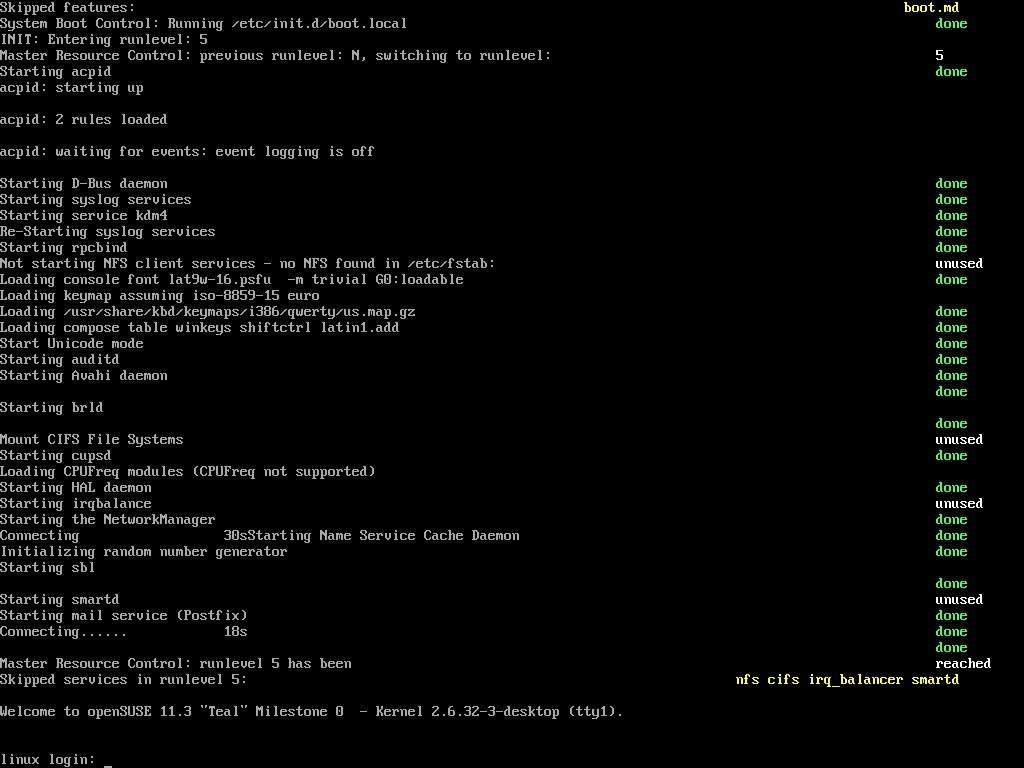 Skipped features: boot.md
System Boot Control: Running /etc/init.d/boot.local done
INIT: Entering runlevel: 5
Master Resource Control: previous runlevel: N, switching to runlevel: 5
Starting acpid done
acpid: starting up
acpid: 2 rules loaded
acpid: waiting for events: event logging is off
Starting D-Bus daemon done
Starting syslog services done
Starting service kdm4 done
Re-Starting syslog services done
Starting rpcbind done
Not starting NFS client services - no NFS found in /etc/fstab: unused
Loading console font lat9w-16.psfu  -m trivial G0:loadable done
Loading keymap assuming iso-8859-15 euro
Loading /usr/share/kbd/keymaps/i386/qwerty/us.map.gz done
Loading compose table winkeys shiftctrl latin1.add done
Start Unicode mode done
Starting auditd done
Starting Avahi daemon done
done
Starting brld
done
Mount CIFS File Systems unused
Starting cupsd done
Loading CPUFreq modules (CPUFreq not supported)
Starting HAL daemon done
Starting irqbalance unused
Starting the NetworkManager done
Connecting 30sStarting Name Service Cache Daemon done
Initializing random number generator done
Starting sbl
done
Starting smartd unused
Starting mail service (Postfix) done
Connecting...... 18s done
done
Master Resource Control: runlevel 5 has been reached
Skipped services in runlevel 5: nfs cifs irq_balancer smartd
Welcome to openSUSE 11.3 "Teal" Milestone 0  - Kernel 2.6.32-3-desktop (tty1).
linux login: _